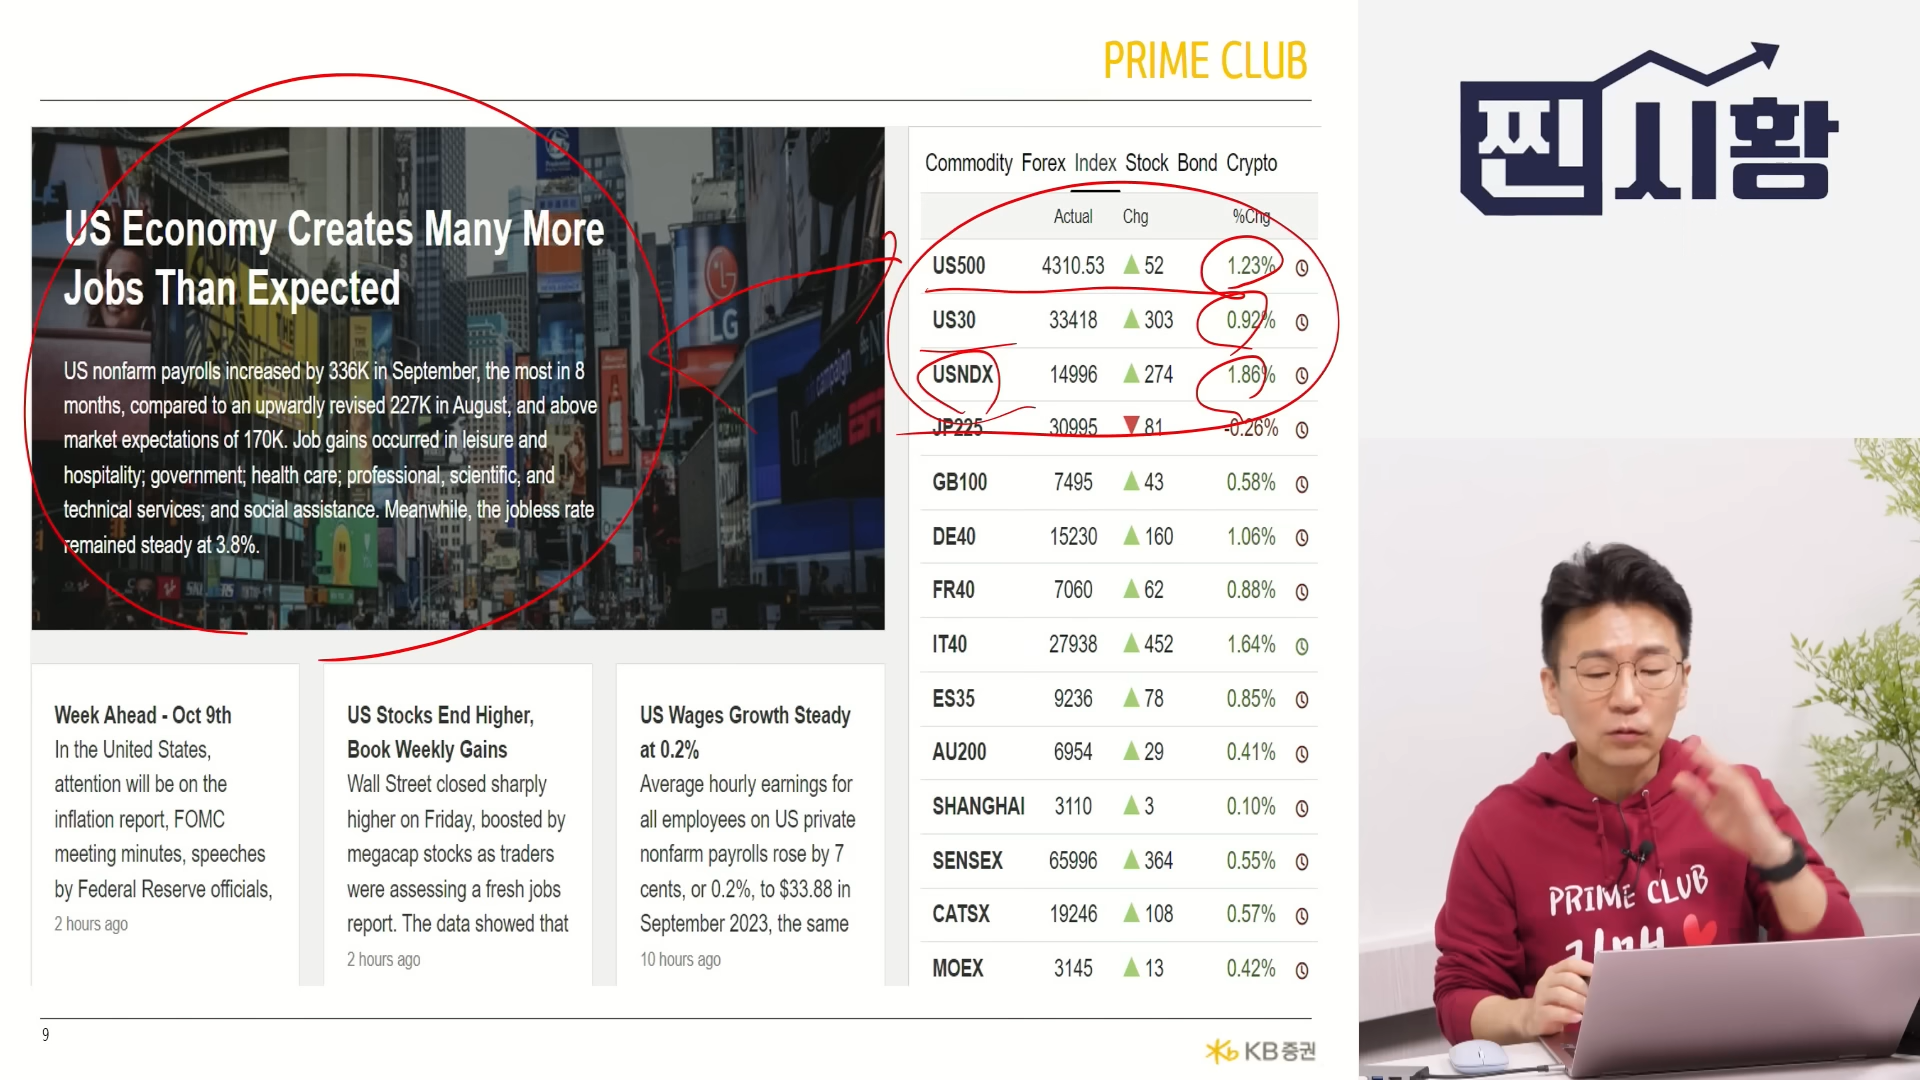 PRIME CLUB
US Economy Creates Many More
Jobs Than Expected
US nonfarm payrolls increased by 336K in September, the most in 8
months, compared to an upwardly revised 227K in August, and above
market expectations of 170K. Job gains occurred in leisure and
hospitality; government; health care; professional, scientific, and
technical services; and social assistance. Meanwhile, the jobless rate
remained steady at 3.8%.
LG
Week Ahead - Oct 9th
In the United States,
attention will be on the
inflation report, FOMC
meeting minutes, speeches
by Federal Reserve officials,
2 hours ago
US Stocks End Higher,
Book Weekly Gains
Wall Street closed sharply
higher on Friday, boosted by
megacap stocks as traders
were assessing a fresh jobs
report. The data showed that
2 hours ago
US Wages Growth Steady
at 0.2%
Average hourly earnings for
all employees on US private
nonfarm payrolls rose by 7
cents, or 0.2%, to $33.88 in
September 2023, the same
10 hours ago
Commodity Forex Index Stock Bond Crypto
Actual Chg %Chg
US500 4310.53 ▲ 52 1.23%
US30 33418 ▲ 303 0.92%
USNDX 14996 ▲ 274 1.86%
JP225 30995 ▼ 81 -0.26%
GB100 7495 ▲ 43 0.58%
DE40 15230 ▲ 160 1.06%
FR40 7060 ▲ 62 0.88%
IT40 27938 ▲ 452 1.64%
ES35 9236 ▲ 78 0.85%
AU200 6954 ▲ 29 0.41%
SHANGHAI 3110 ▲ 3 0.10%
SENSEX 65996 ▲ 364 0.55%
CATSX 19246 ▲ 108 0.57%
MOEX 3145 ▲ 13 0.42%
9
KB증권
찐시황
PRIME CLUB